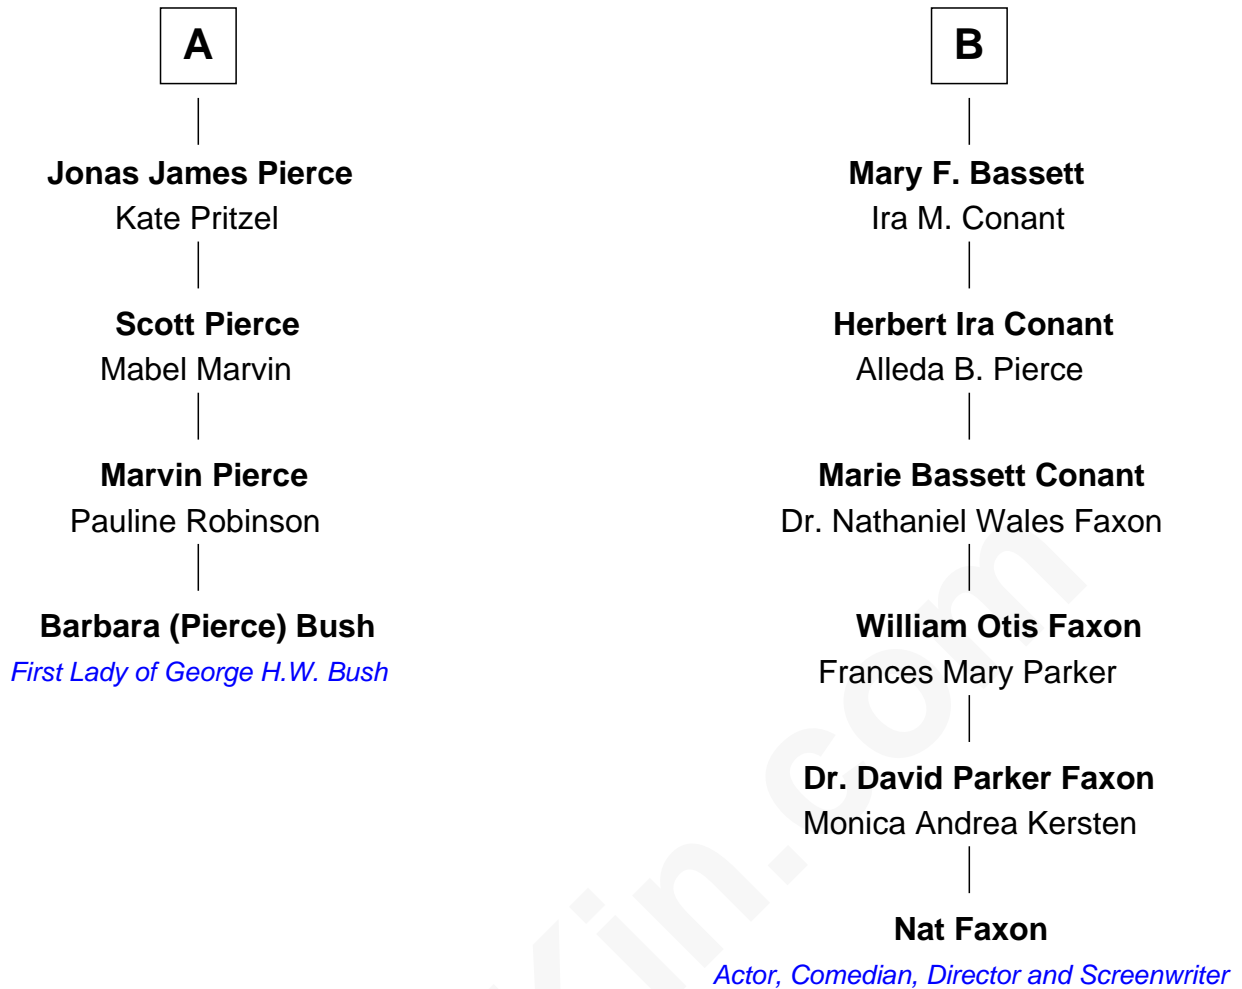 A
Jonas James Pierce
Kate Pritzel
Scott Pierce
Mabel Marvin
Marvin Pierce
Pauline Robinson
Barbara (Pierce) Bush
First Lady of George H.W. Bush
B
Mary F. Bassett
Ira M. Conant
Herbert Ira Conant
Alleda B. Pierce
Marie Bassett Conant
Dr. Nathaniel Wales Faxon
William Otis Faxon
Frances Mary Parker
Dr. David Parker Faxon
Monica Andrea Kersten
Nat Faxon
Actor, Comedian, Director and Screenwriter